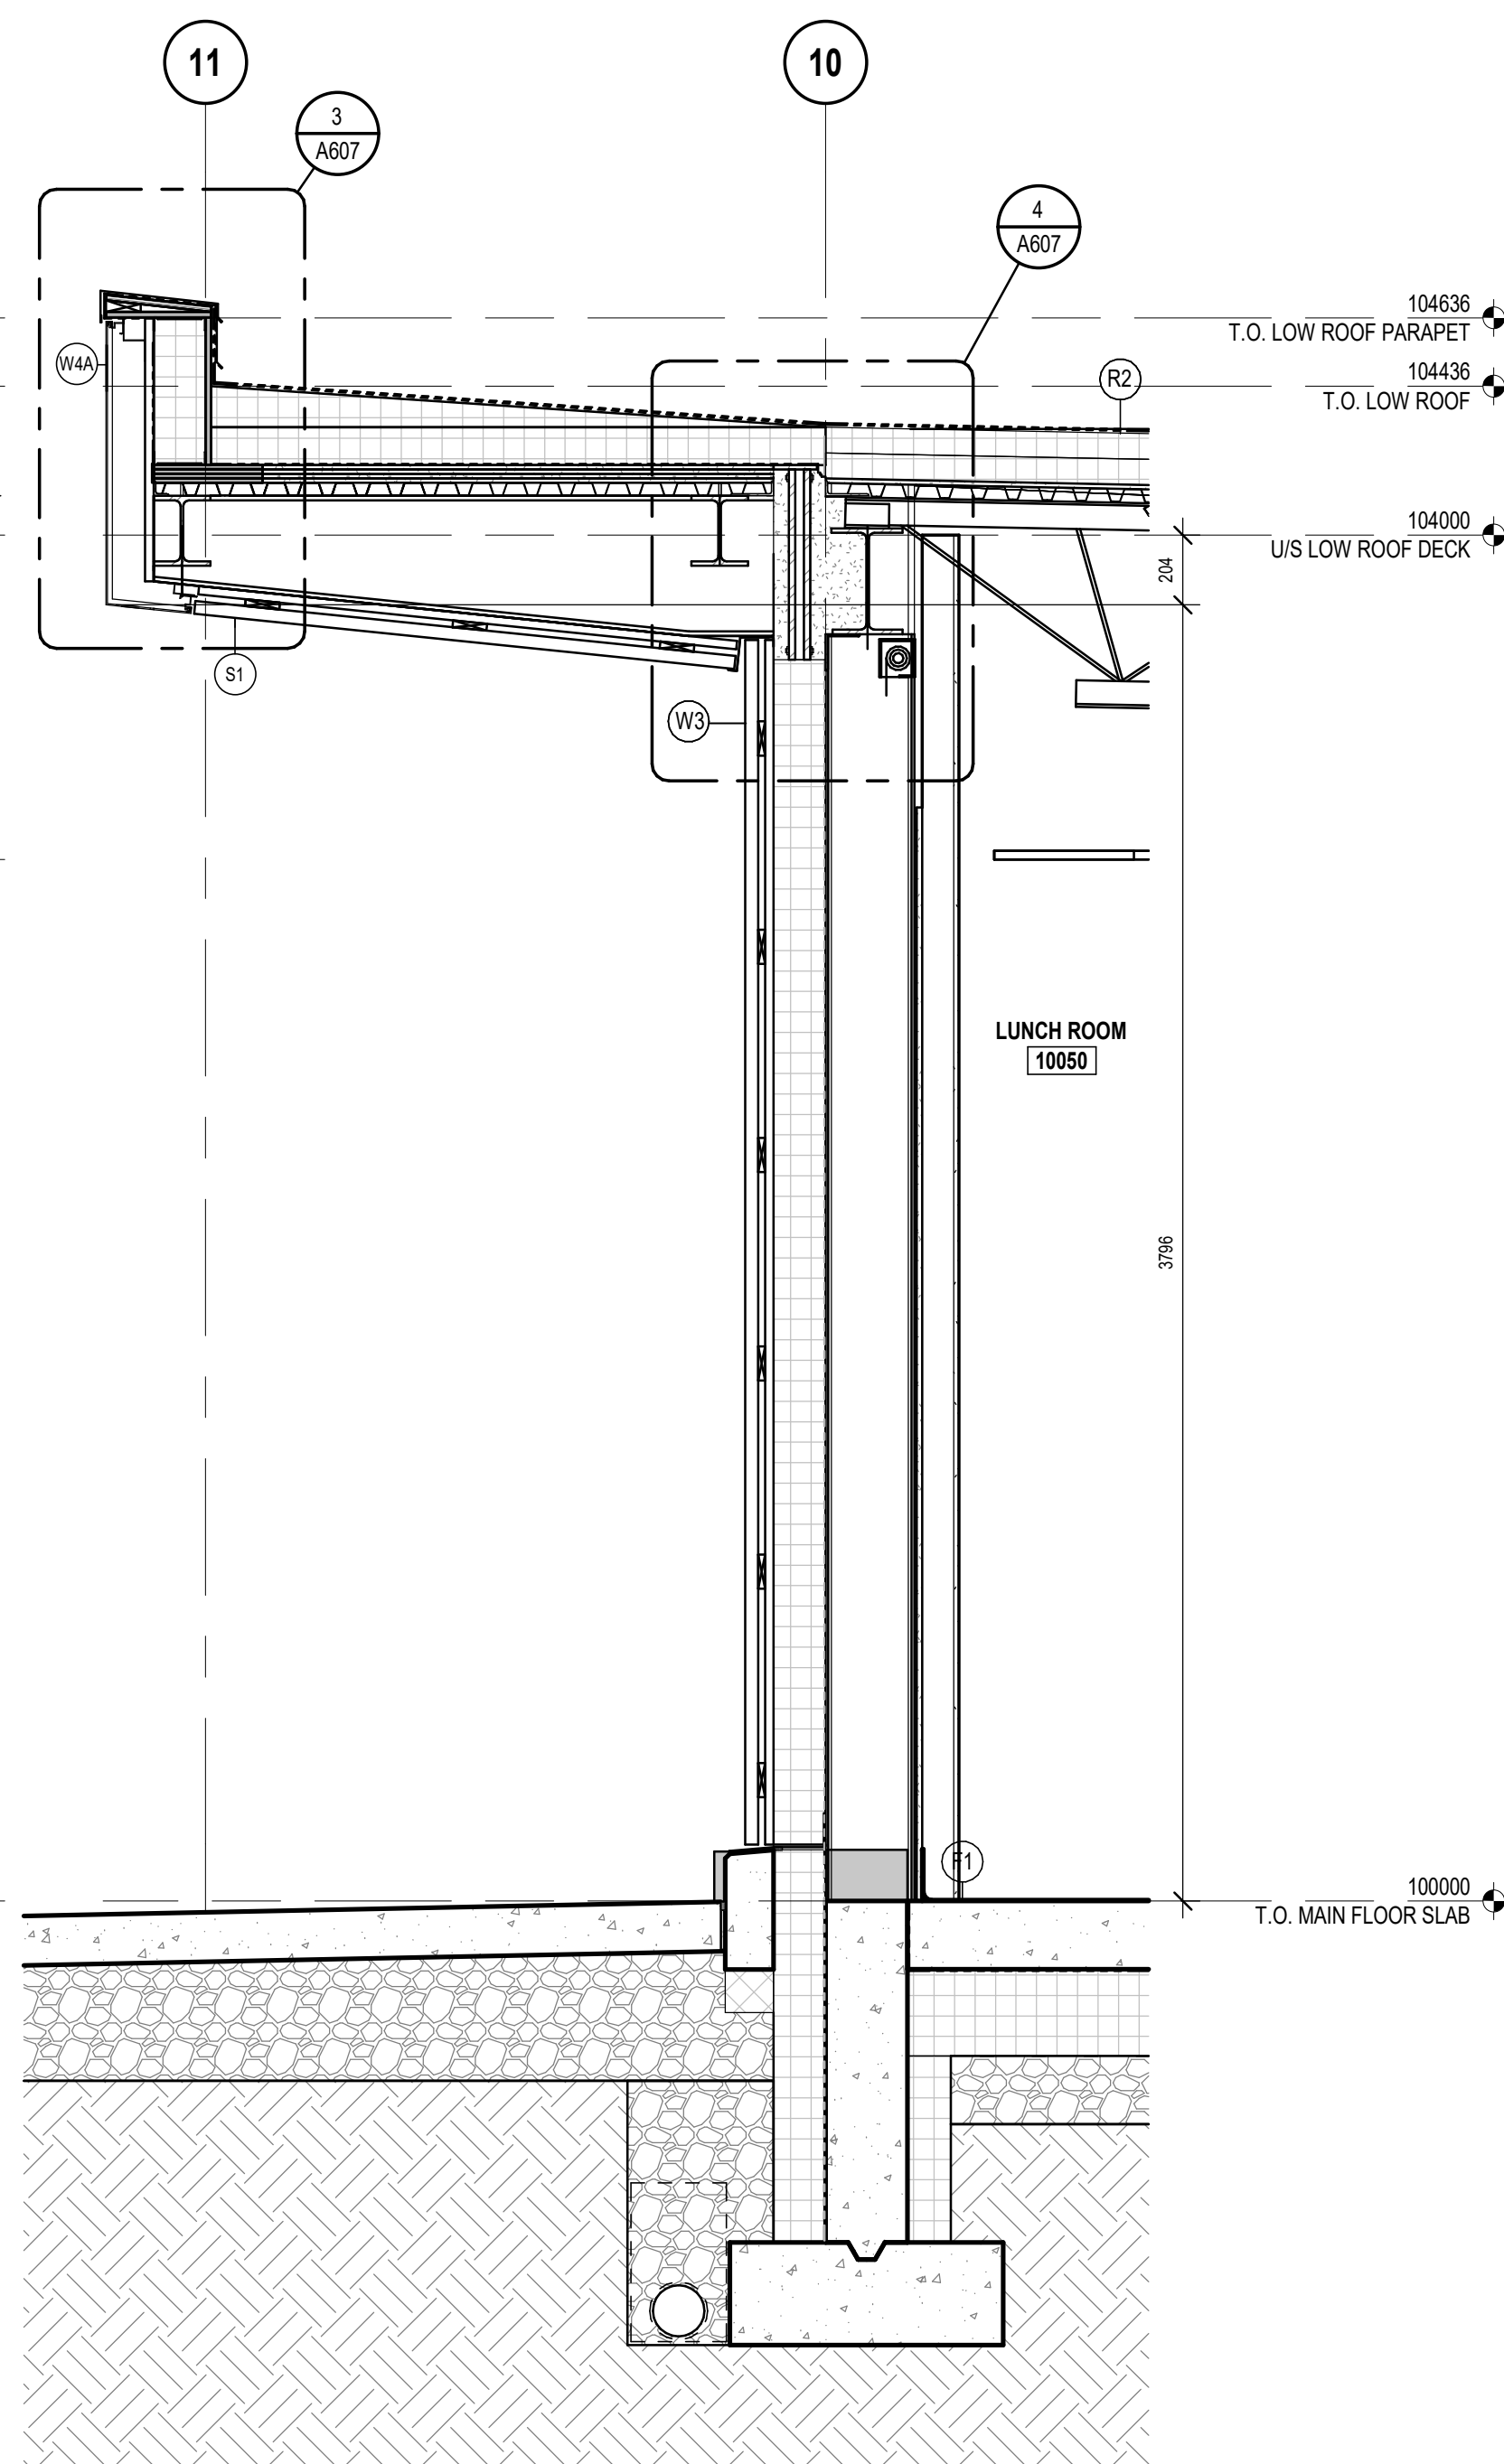 11
10
3
A607
4
A607
104636
T.O. LOW ROOF PARAPET
W4A
R2
104436
T.O. LOW ROOF
104000
U/S LOW ROOF DECK
204
S1
W3
LUNCH ROOM
10050
3796
F1
100000
T.O. MAIN FLOOR SLAB